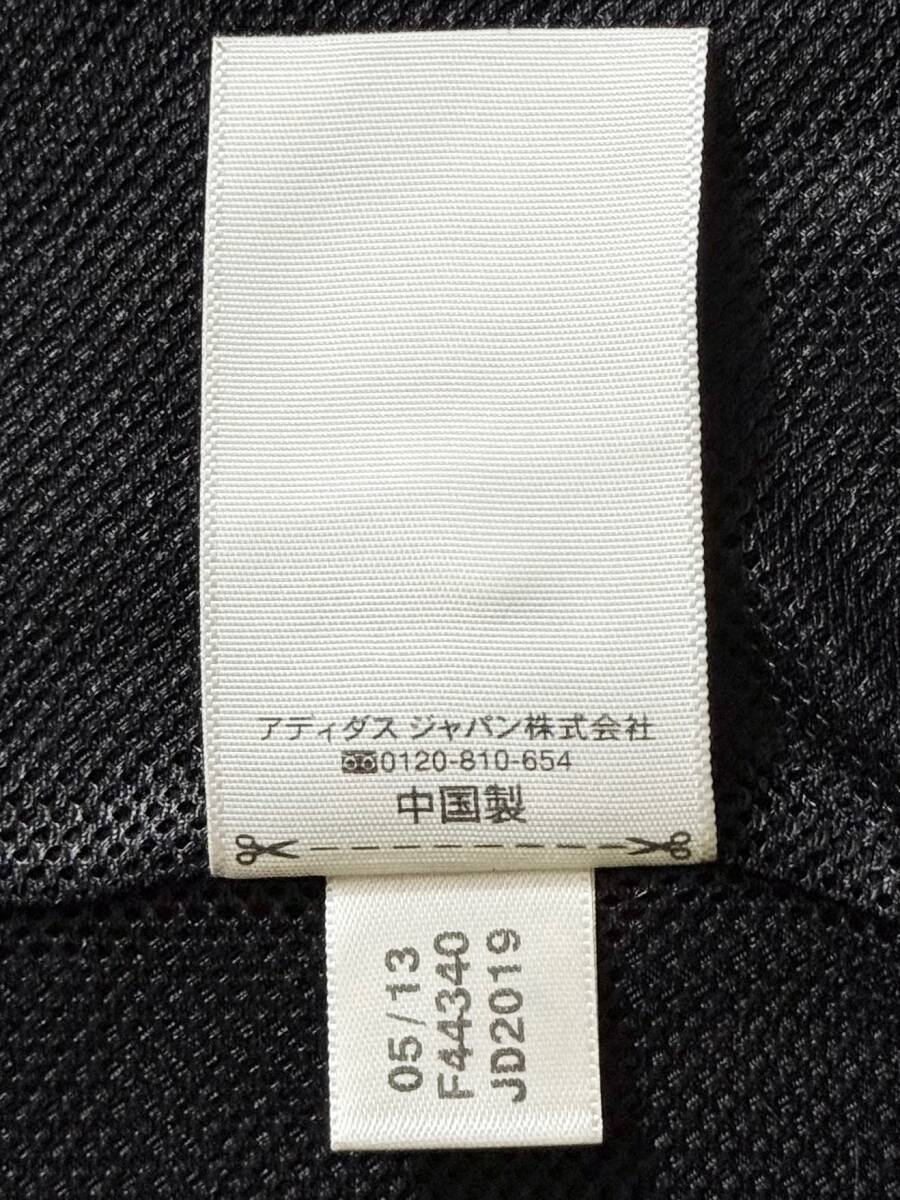 アディダス ジャパン株式会社
0120-810-654
中国製
05/13
F44340
JD2019